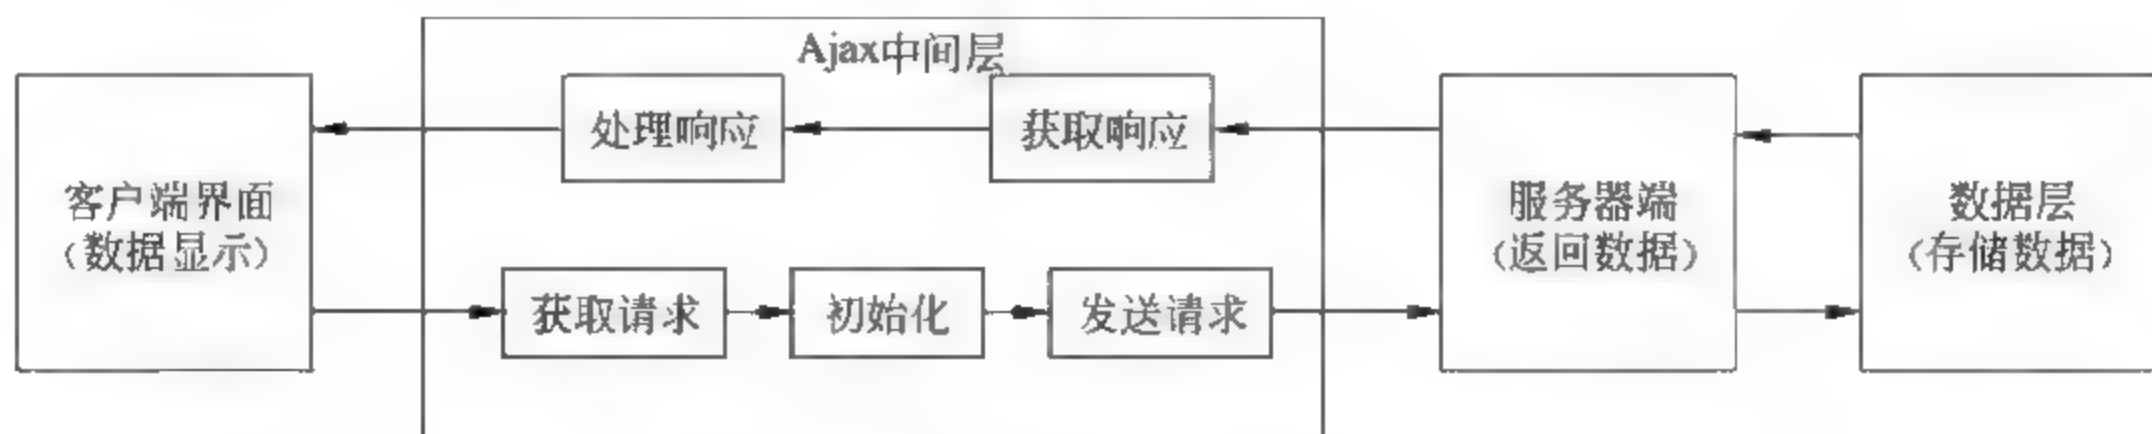 Ajax中间层
处理响应
获取响应
客户端界面
(数据显示)
服务器端
(返回数据)
数据层
(存储数据)
获取请求
初始化
发送请求